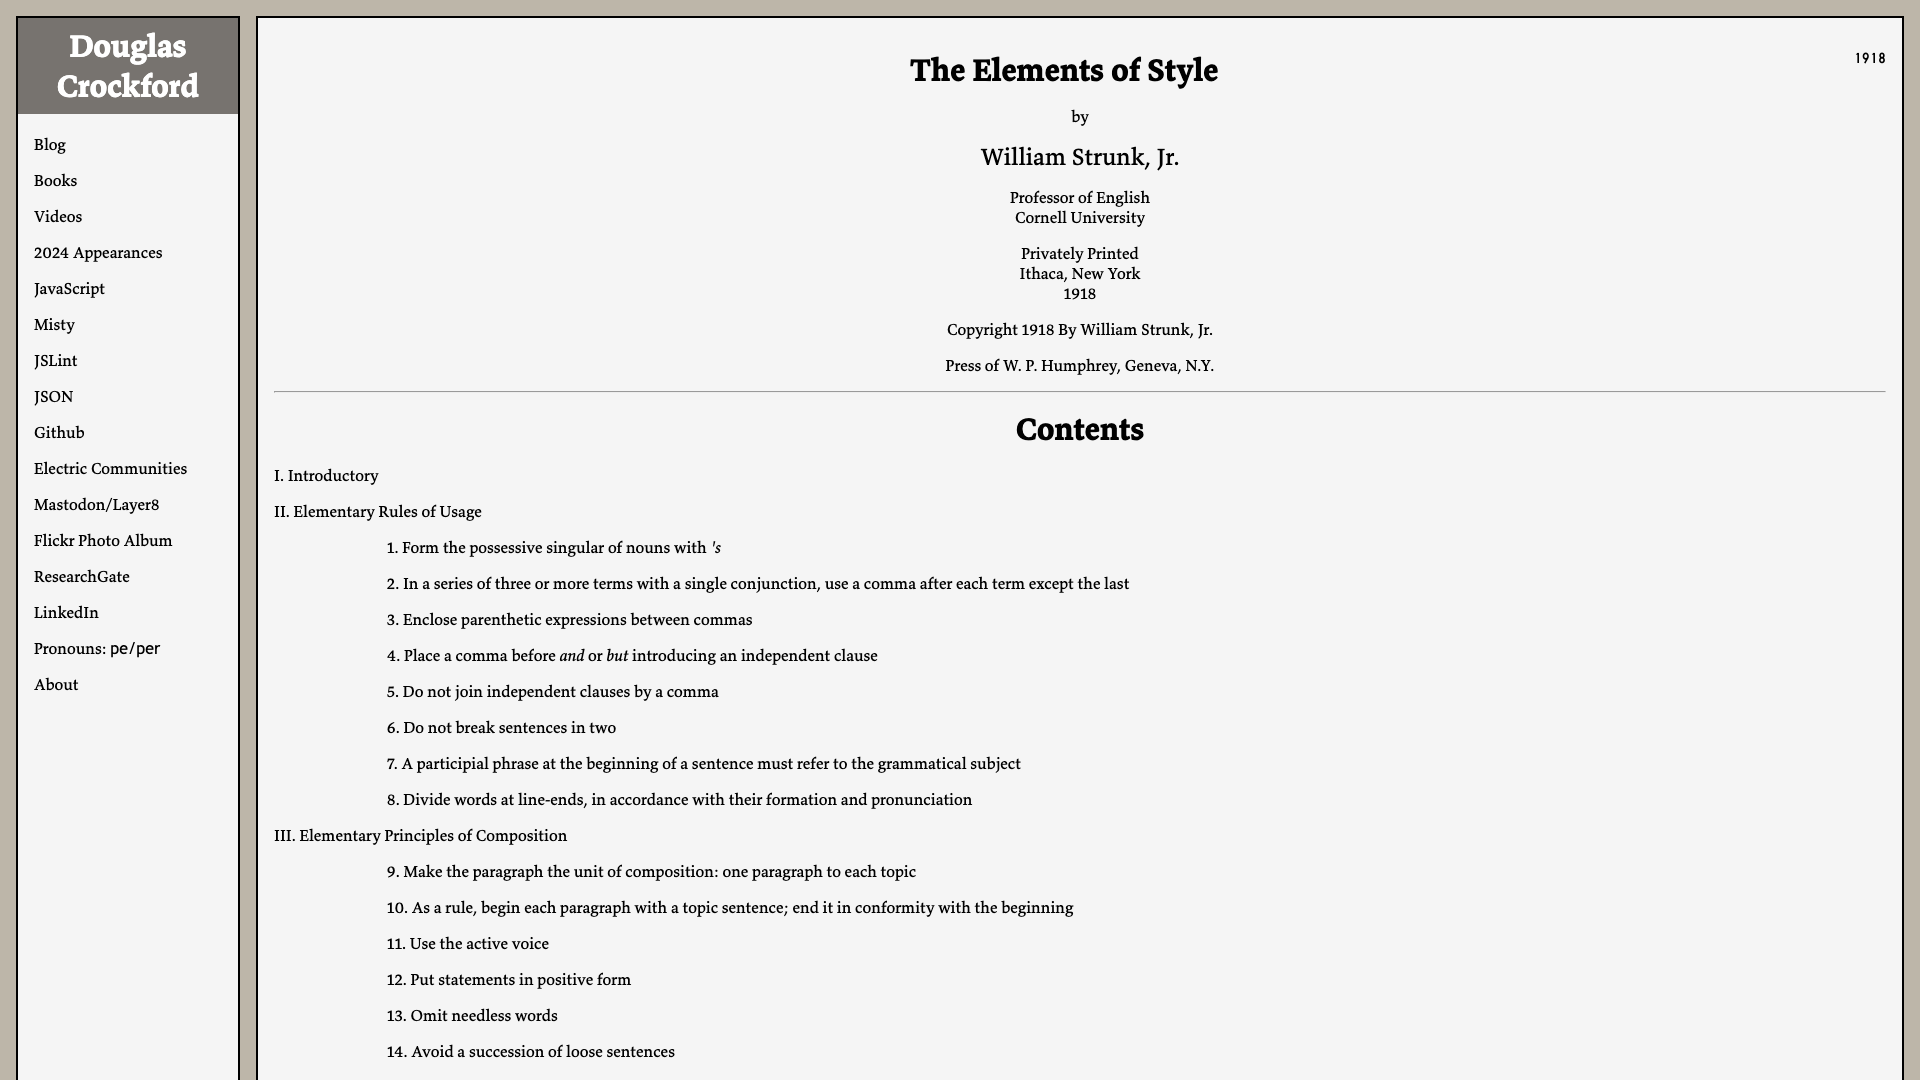 Douglas
Crockford
Blog
Books
Videos
2024 Appearances
JavaScript
Misty
JSLint
JSON
Github
Electric Communities
Mastodon/Layer8
Flickr Photo Album
ResearchGate
LinkedIn
Pronouns: pe/per
About
1918
The Elements of Style
by
William Strunk, Jr.
Professor of English
Cornell University
Privately Printed
Ithaca, New York
1918
Copyright 1918 By William Strunk, Jr.
Press of W. P. Humphrey, Geneva, N.Y.
Contents
I. Introductory
II. Elementary Rules of Usage
1. Form the possessive singular of nouns with 's
2. In a series of three or more terms with a single conjunction, use a comma after each term except the last
3. Enclose parenthetic expressions between commas
4. Place a comma before and or but introducing an independent clause
5. Do not join independent clauses by a comma
6. Do not break sentences in two
7. A participial phrase at the beginning of a sentence must refer to the grammatical subject
8. Divide words at line-ends, in accordance with their formation and pronunciation
III. Elementary Principles of Composition
9. Make the paragraph the unit of composition: one paragraph to each topic
10. As a rule, begin each paragraph with a topic sentence; end it in conformity with the beginning
11. Use the active voice
12. Put statements in positive form
13. Omit needless words
14. Avoid a succession of loose sentences